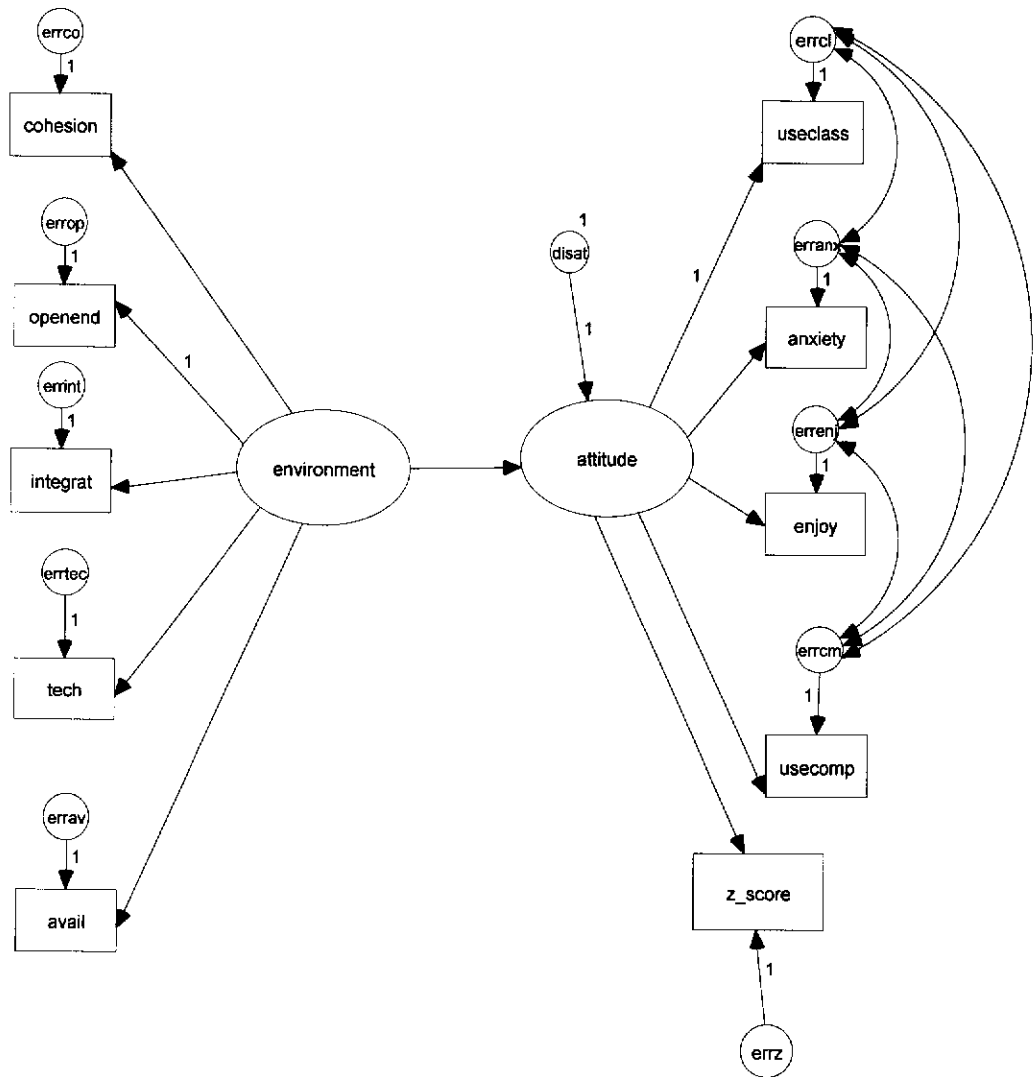 errco
1
cohesion
errop
1
openend
1
errint
1
integrat
errtec
1
tech
errav
1
avail
environment
1
disat
1
attitude
errcl
1
useclass
1
erranx
1
anxiety
errenj
1
enjoy
errcm
1
usecomp
z_score
1
errz